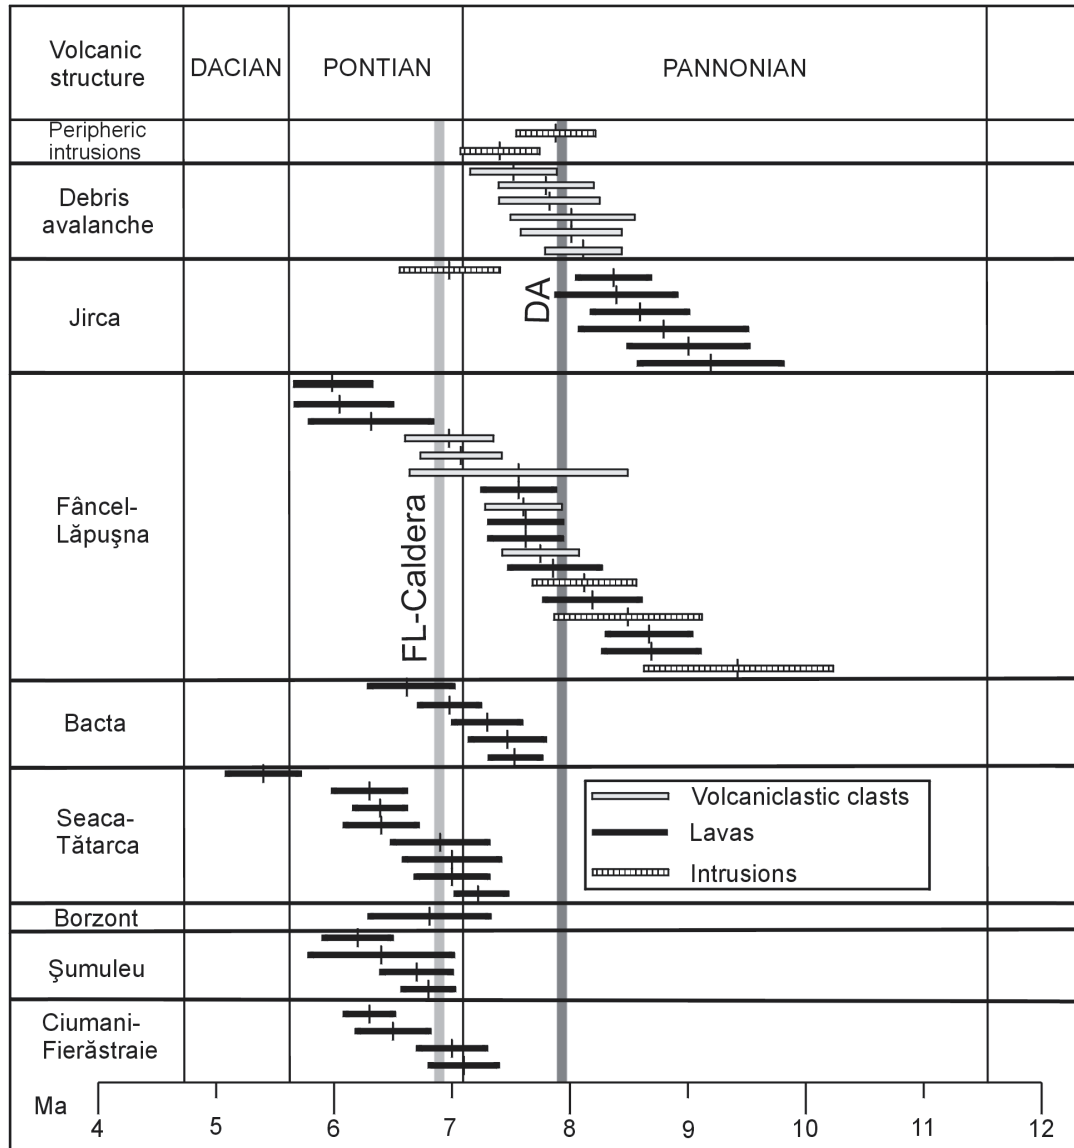 Volcanic
structure
DACIAN
PONTIAN
PANNONIAN
Peripheric
intrusions
Debris
avalanche
Jirca
DA
Fâncel-
Lăpuşna
FL-Caldera
Bacta
Seaca-
Tătarca
Volcaniclastic clasts
Lavas
Intrusions
Borzont
Şumuleu
Ciumani-
Fierăstraie
Ma
4 5 6 7 8 9 10 11 12